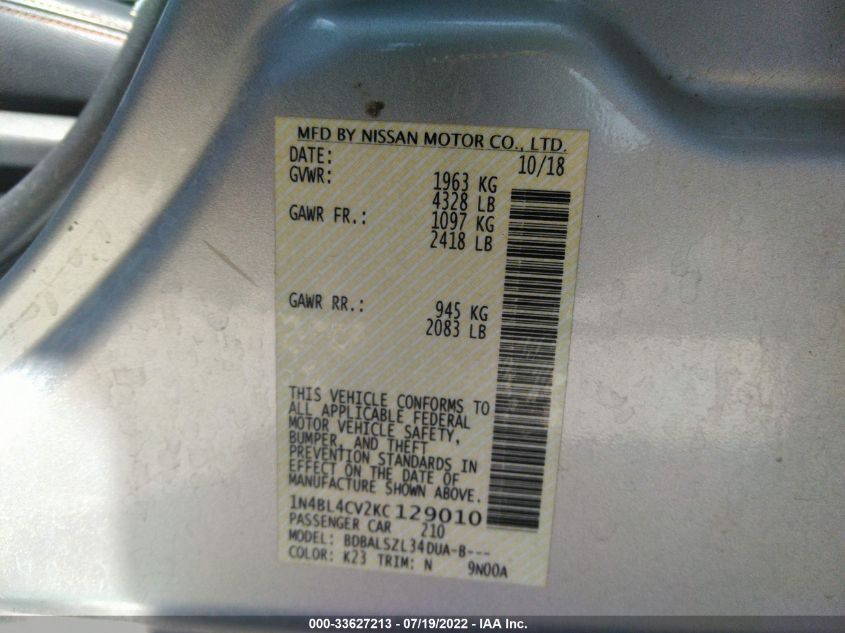 MFD BY NISSAN MOTOR CO., LTD.
DATE: 10/18
GVWR: 1963 KG
4328 LB
GAWR FR.: 1097 KG
2418 LB
GAWR RR.: 945 KG
2083 LB
THIS VEHICLE CONFORMS TO
ALL APPLICABLE FEDERAL
MOTOR VEHICLE SAFETY,
BUMPER, AND THEFT
PREVENTION STANDARDS IN
EFFECT ON THE DATE OF
MANUFACTURE SHOWN ABOVE.
1N4BL4CV2KC129010
PASSENGER CAR 210
MODEL: BDBALSZL34DUA-B---
COLOR: K23 TRIM: N 9N00A
000-33627213 - 07/19/2022 - IAA Inc.